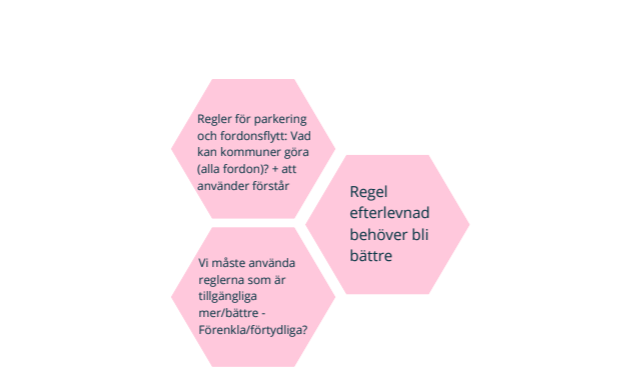 Regler för parkering
och fordonsflytt: Vad
kan kommuner göra
(alla fordon)? + att
använder förstår
Regel
efterlevnad
behöver bli
bättre
Vi måste använda
reglerna som är
tillgängliga
mer/bättre -
Förenkla/förtydliga?